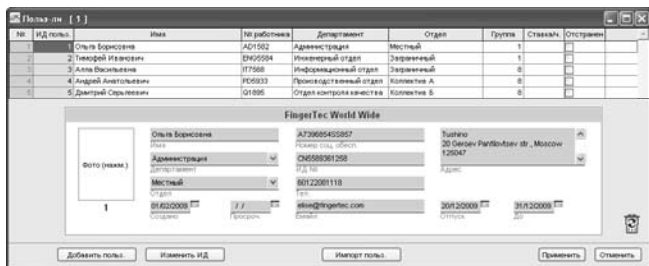 Польз-ли ( 1 )
№ ИД польз. Имя № работника Департамент Отдел Группа Ставка/ч. Отстранен
1 1 Ольга Борисовна AD1582 Администрация Местный 1
2 2 Тимофей Иванович ENG5584 Инженерный отдел Заграничный 1
3 3 Алла Васильевна IT7568 Информационный отдел Заграничный 8
4 4 Андрей Анатольевич PD5933 Производственный отдел Коллектив А 8
5 5 Дмитрий Сергеевич Q1895 Отдел контроля качества Коллектив Б 8
FingerTec World Wide
Фото (нажм.)
1
Ольга Борисовна
Имя
Администрация
Департамент
Местный
Отдел
01/02/2009 / /
Создано Просроч.
A7396854SS857
Номер соц. обесп.
CN5589361258
ИД №
60122081118
Тел.
elise@fingertec.com
Емайл
Tushino
20 Geroev Panfilovtsev str., Moscow
125047
Адрес
20/12/2009 31/12/2009
Отпуск До
Добавить польз. Изменить ИД Импорт польз. Применить Отменить